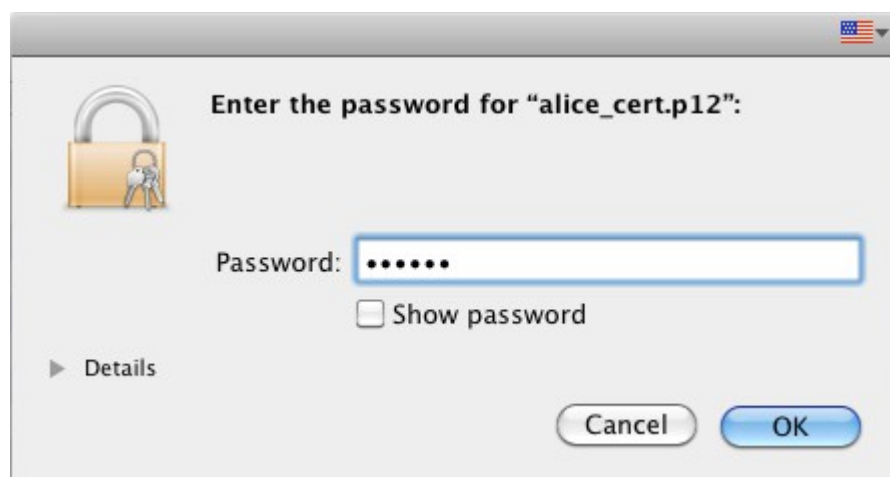 Enter the password for “alice_cert.p12”:
Password: ••••••
Show password
Details
Cancel OK